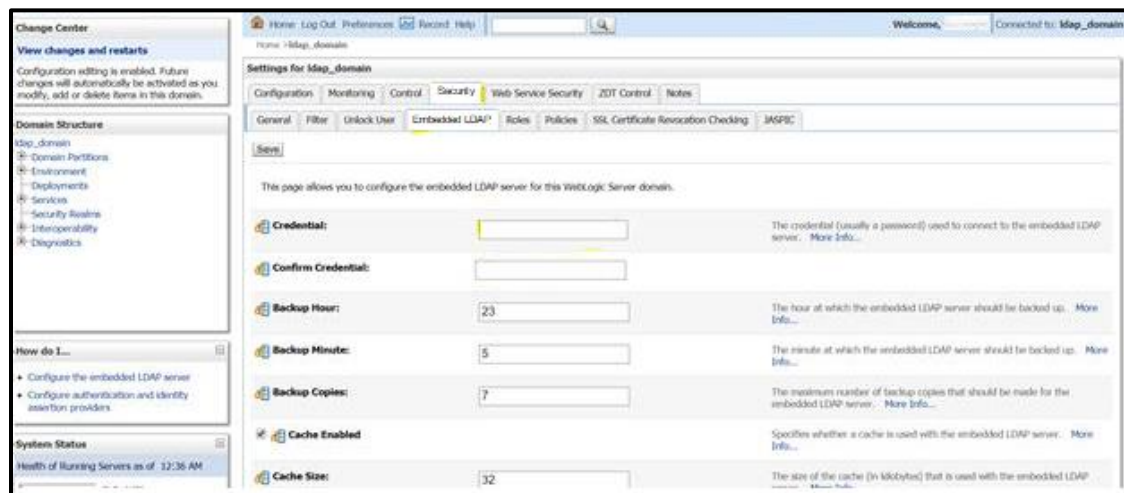 Change Center
View changes and restarts
Configuration editing is enabled. Future
changes will automatically be activated as you
modify, add or delete items in this domain.
Domain Structure
ldap_domain
Domain Partitions
Environment
Deployments
Services
Security Realms
Interoperability
Diagnostics
How do I...
Configure the embedded LDAP server
Configure authentication and identity
assertion providers
System Status
Health of Running Servers as of 12:36 AM
Home Log Out Preferences Record Help
Welcome,
Connected to: ldap_domain
Home >ldap_domain
Settings for ldap_domain
Configuration Monitoring Control Security Web Service Security ZDT Control Notes
General Filter Unlock User Embedded LDAP Roles Policies SSL Certificate Revocation Checking JASPIC
Save
This page allows you to configure the embedded LDAP server for this WebLogic Server domain.
Credential:
The credential (usually a password) used to connect to the embedded LDAP
server. More Info...
Confirm Credential:
Backup Hour:
23
The hour at which the embedded LDAP server should be backed up. More
Info...
Backup Minute:
5
The minute at which the embedded LDAP server should be backed up. More
Info...
Backup Copies:
7
The maximum number of backup copies that should be made for the
embedded LDAP server. More Info...
Cache Enabled
Specifies whether a cache is used with the embedded LDAP server. More
Info...
Cache Size:
32
The size of the cache (in kilobytes) that is used with the embedded LDAP
server. More Info...